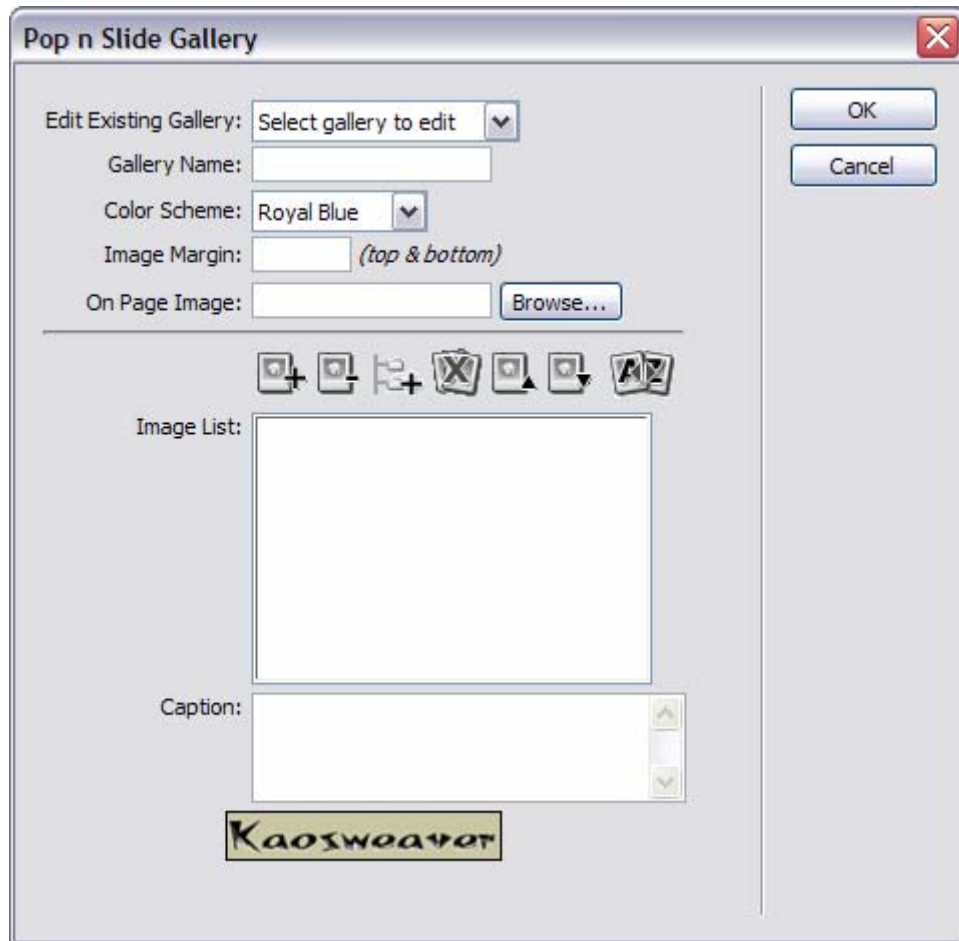 Pop n Slide Gallery
Edit Existing Gallery: Select gallery to edit
OK
Gallery Name:
Cancel
Color Scheme: Royal Blue
Image Margin: (top & bottom)
On Page Image: Browse...
AZ
Image List:
Caption:
Kaosweaver